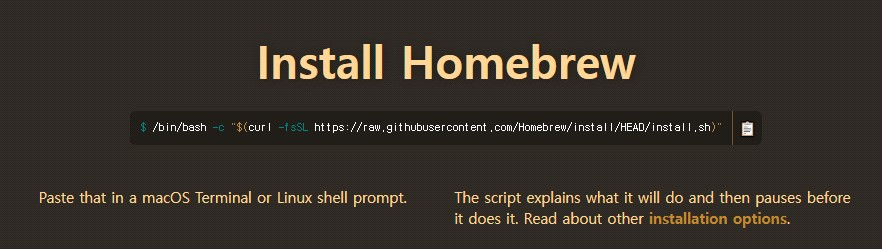 Install Homebrew
$ /bin/bash -c "$(curl -fsSL https://raw.githubusercontent.com/Homebrew/install/HEAD/install.sh)"
Paste that in a macOS Terminal or Linux shell prompt.
The script explains what it will do and then pauses before
it does it. Read about other installation options.